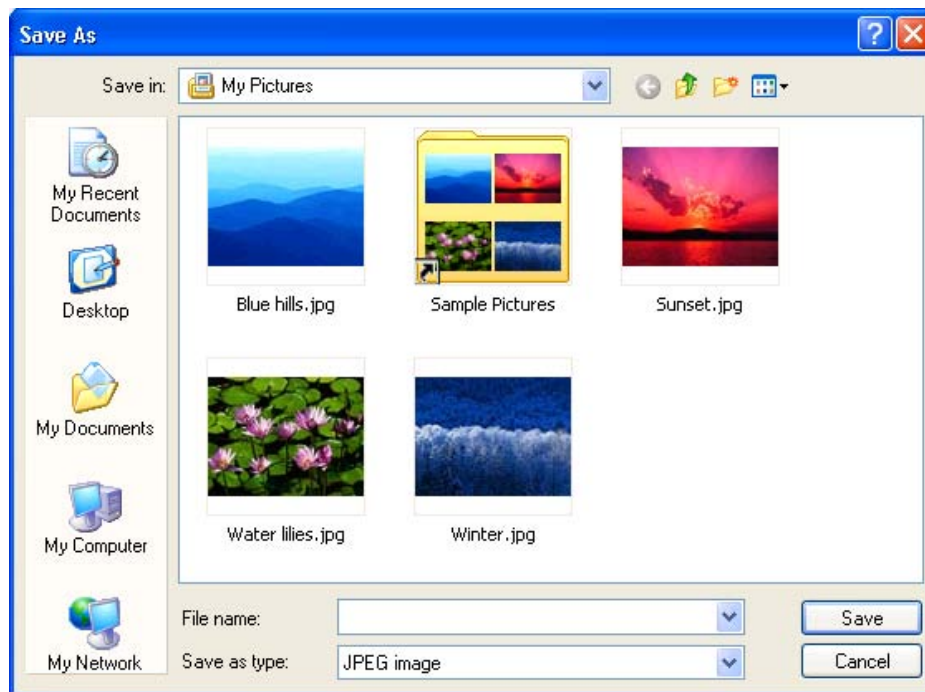 Save As
Save in:
My Pictures
My Recent
Documents
Desktop
My Documents
My Computer
My Network
Blue hills.jpg
Sample Pictures
Sunset.jpg
Water lilies.jpg
Winter.jpg
File name:
Save
Save as type:
JPEG image
Cancel